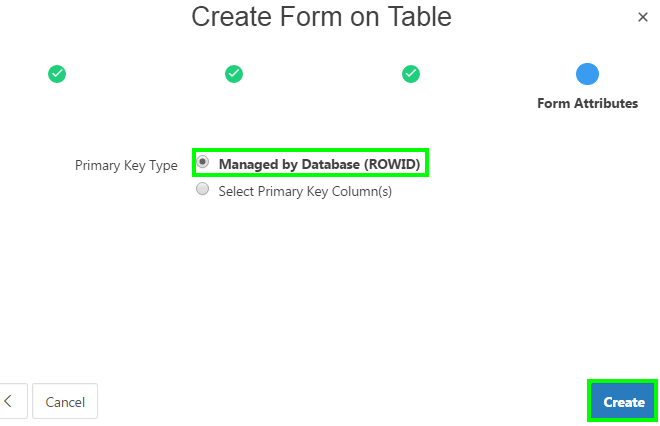 Create Form on Table
Form Attributes
Primary Key Type
Managed by Database (ROWID)
Select Primary Key Column(s)
Cancel
Create